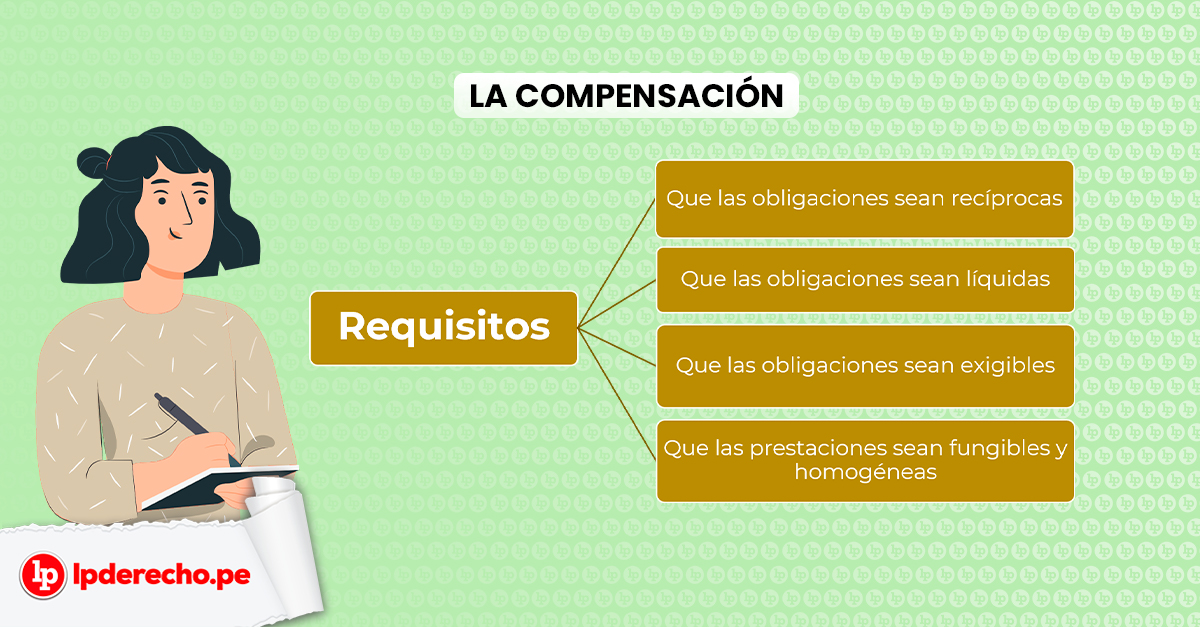 LA COMPENSACIÓN
Requisitos
Que las obligaciones sean recíprocas
Que las obligaciones sean líquidas
Que las obligaciones sean exigibles
Que las prestaciones sean fungibles y
homogéneas
lp lpderecho.pe